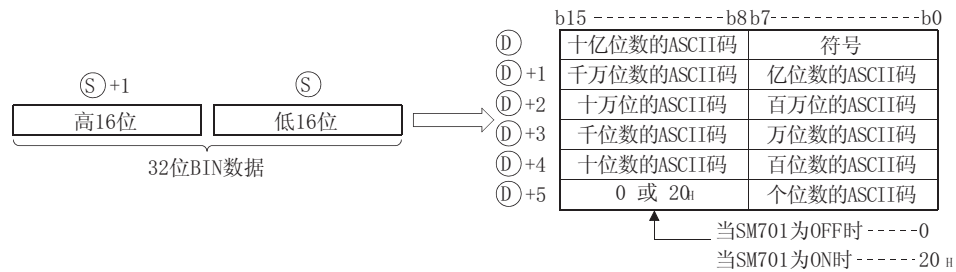 b15 ---------------- b8 b7 ---------------- b0
Ⓓ 十亿位数的ASCII码 符号
Ⓓ+1 千万位数的ASCII码 亿位数的ASCII码
Ⓢ+1 Ⓢ
Ⓓ+2 十万位的ASCII码 百万位的ASCII码
高16位 低16位
Ⓓ+3 千位数的ASCII码 万位数的ASCII码
32位BIN数据
Ⓓ+4 十位数的ASCII码 百位数的ASCII码
Ⓓ+5 0 或 20H 个位数的ASCII码
当SM701为OFF时-----0
当SM701为ON时------20 H